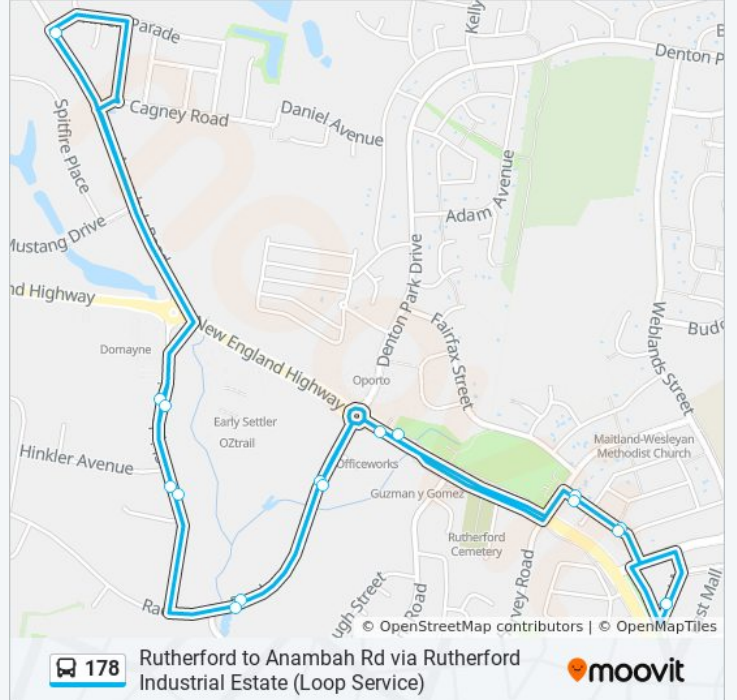 Parade
Kelly
Denton P
Cagney Road
Daniel Avenue
Spitfire Place
Adam Avenue
Mustang Drive
nd Highway
New England Highway
Denton Park Drive
Fairfax Street
Weblands Street
Budd
Domayne
Oporto
Early Settler
OZtrail
Maitland-Wesleyan
Methodist Church
Hinkler Avenue
Officeworks
Guzman y Gomez
Rutherford
Cemetery
ugh Street
Road
vey Road
st Mall
© OpenStreetMap contributors | © OpenMapTiles
178
Rutherford to Anambah Rd via Rutherford
Industrial Estate (Loop Service)
moovit